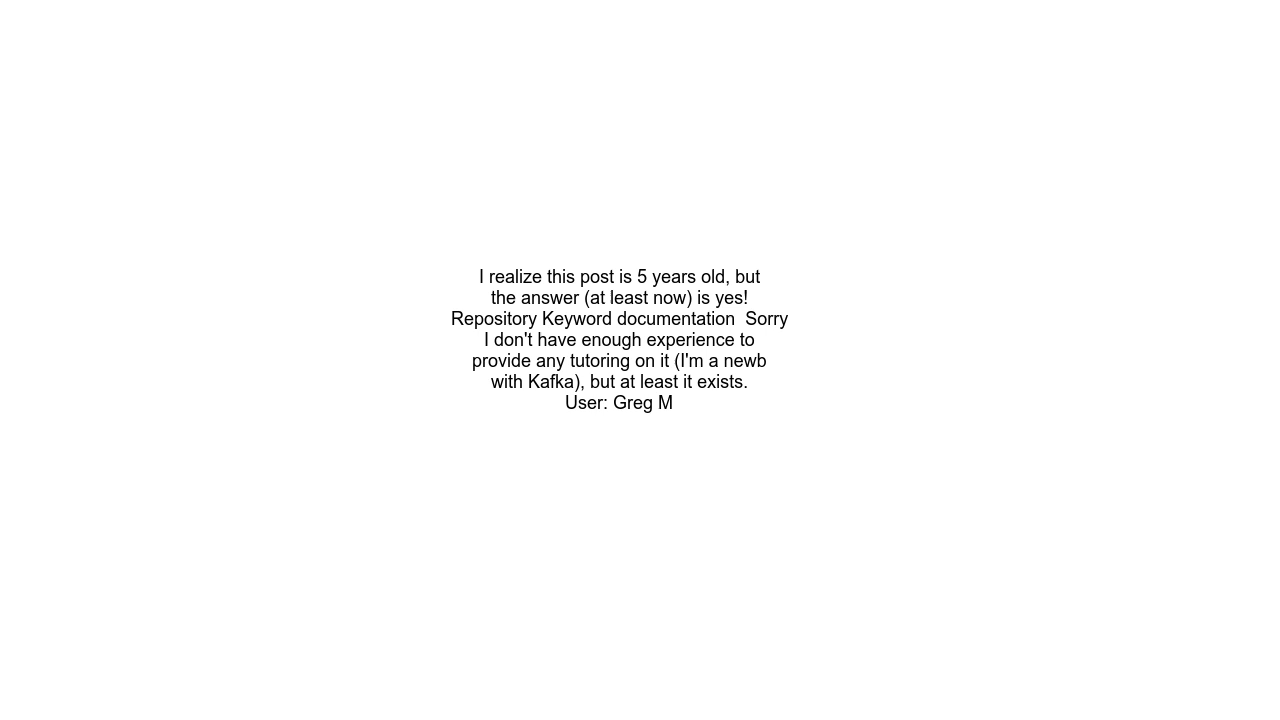 I realize this post is 5 years old, but
the answer (at least now) is yes!
Repository Keyword documentation  Sorry
I don't have enough experience to
provide any tutoring on it (I'm a newb
with Kafka), but at least it exists.
User: Greg M